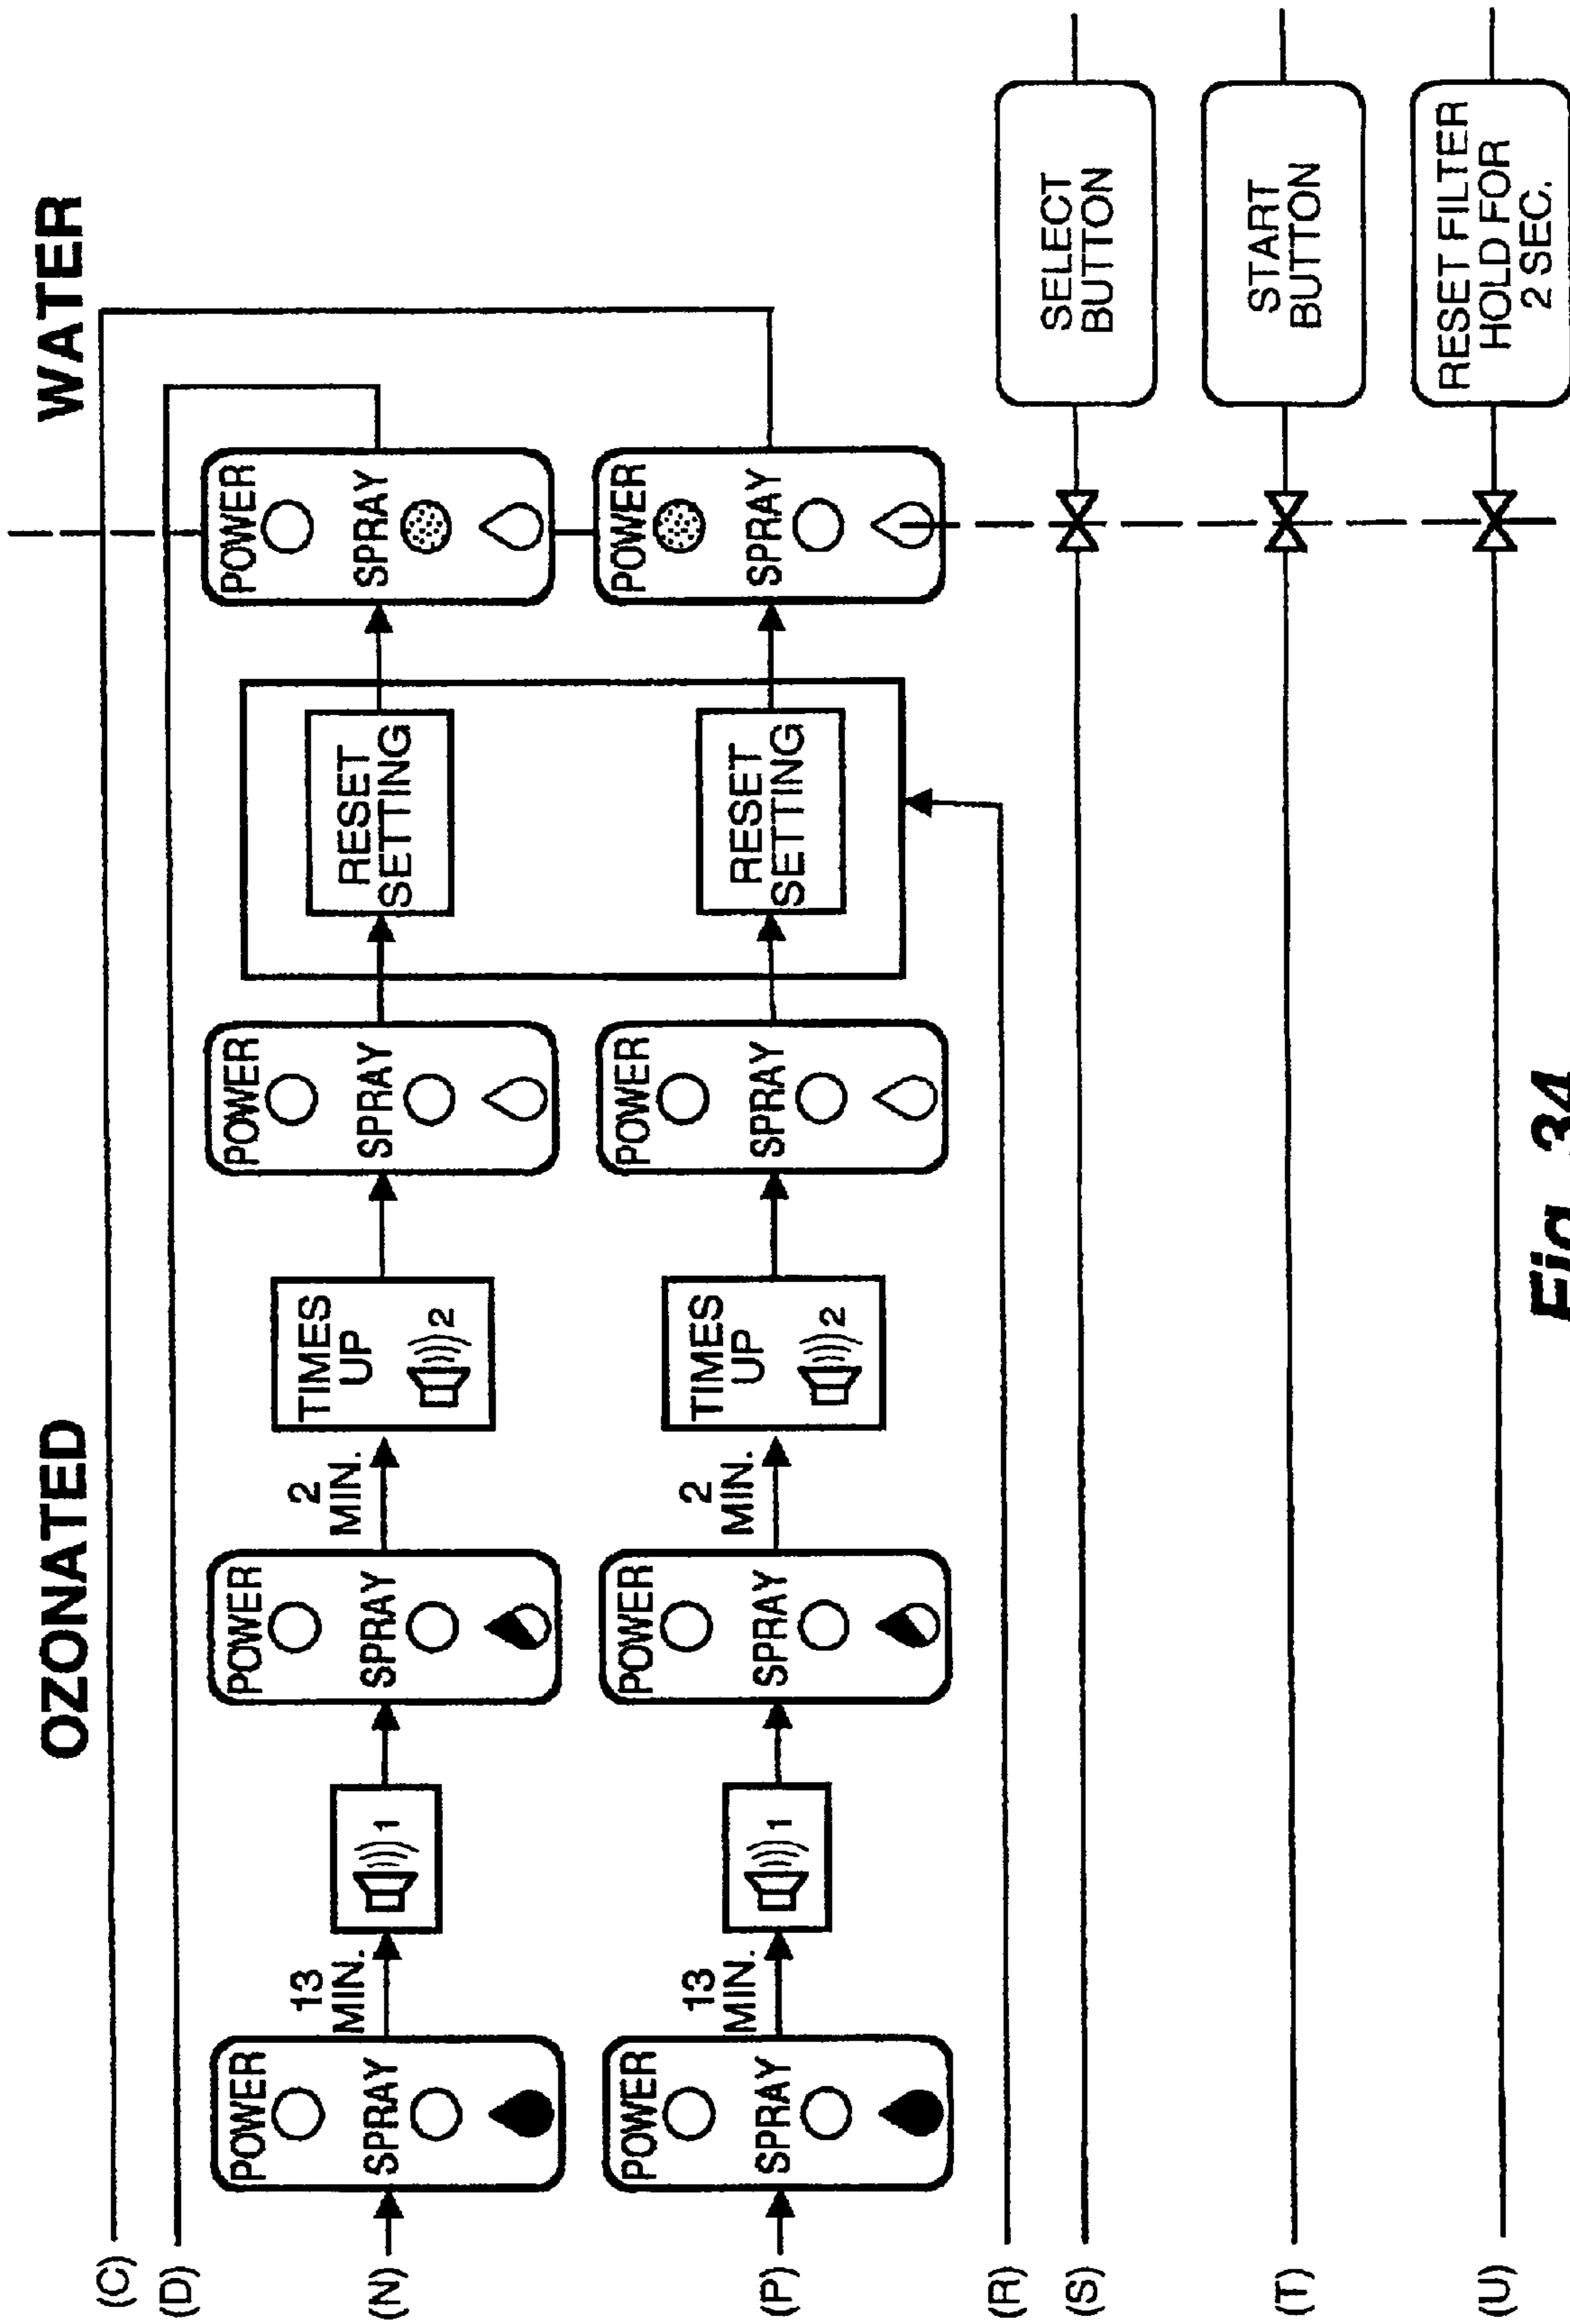 OZONATED WATER
(C)
(D)
(N)
POWER
SPRAY
13
MIN.
1
POWER
SPRAY
2
MIN.
TIMES
UP
2
POWER
SPRAY
RESET
SETTING
POWER
SPRAY
(P)
POWER
SPRAY
13
MIN.
1
POWER
SPRAY
2
MIN.
TIMES
UP
2
POWER
SPRAY
RESET
SETTING
POWER
SPRAY
(R)
(S)
SELECT
BUTTON
(T)
START
BUTTON
(U)
RESET FILTER
HOLD FOR
2 SEC.
Fig. 34